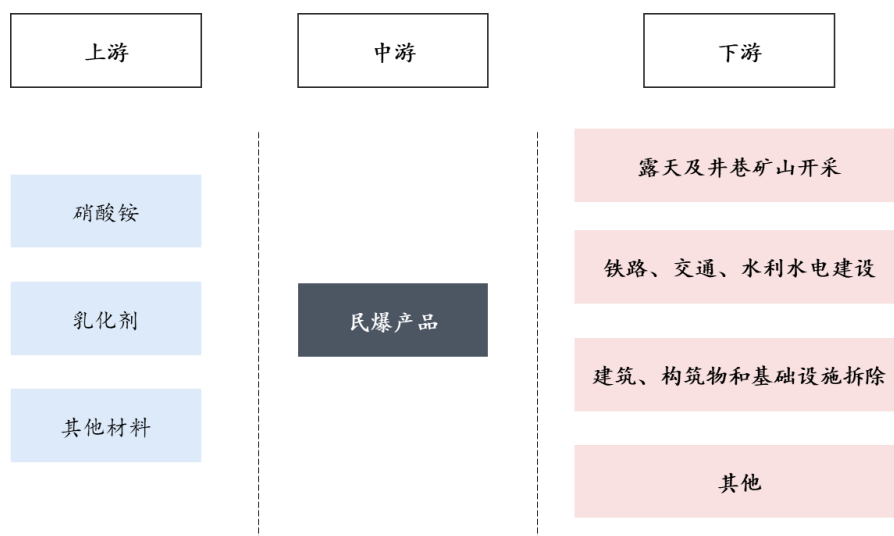 上游
中游
下游
硝酸铵
乳化剂
其他材料
民爆产品
露天及井巷矿山开采
铁路、交通、水利水电建设
建筑、构筑物和基础设施拆除
其他